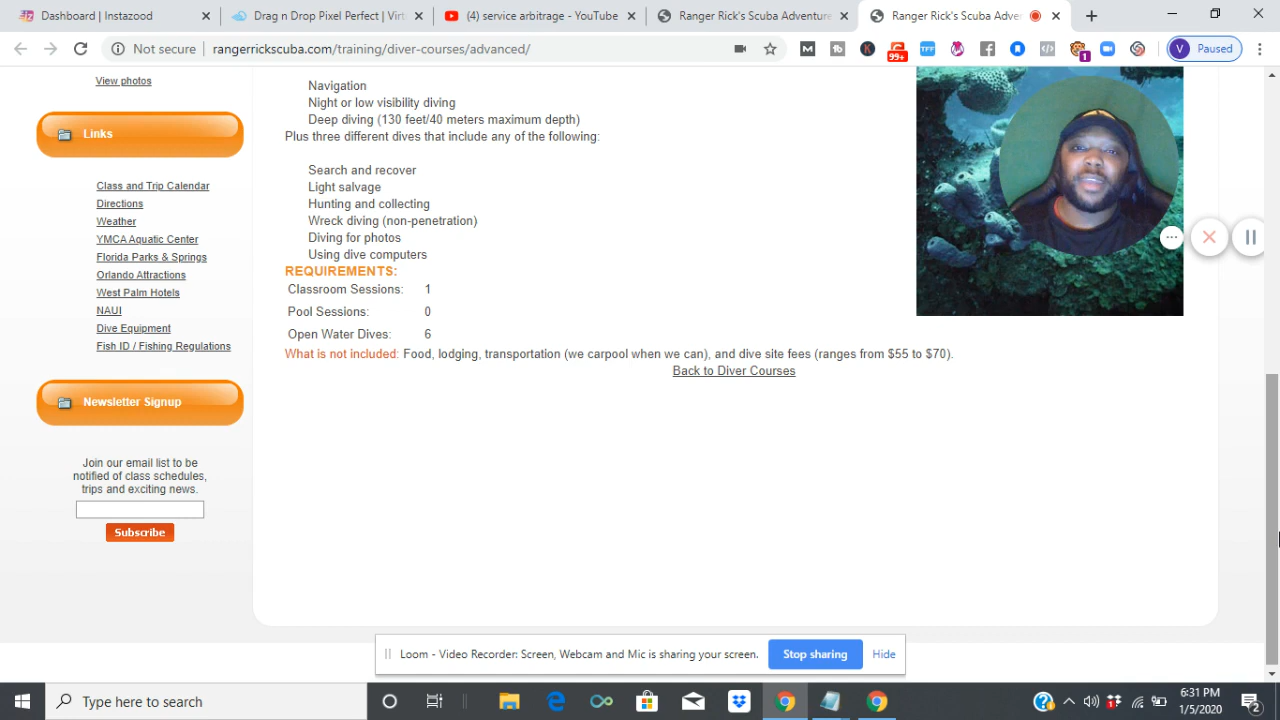 Dashboard | Instazood
Drag n Drop Pixel Perfect | Virt
(4) service arbitrage - YouTube
Ranger Rick's Scuba Adventure
Ranger Rick's Scuba Adve
Not secure
rangerrickscuba.com/training/diver-courses/advanced/
99+
TFF
1
V
Paused
View photos
Links
Class and Trip Calendar
Directions
Weather
YMCA Aquatic Center
Florida Parks & Springs
Orlando Attractions
West Palm Hotels
NAUI
Dive Equipment
Fish ID / Fishing Regulations
Newsletter Signup
Join our email list to be
notified of class schedules,
trips and exciting news.
Subscribe
Navigation
Night or low visibility diving
Deep diving (130 feet/40 meters maximum depth)
Plus three different dives that include any of the following:
Search and recover
Light salvage
Hunting and collecting
Wreck diving (non-penetration)
Diving for photos
Using dive computers
REQUIREMENTS:
Classroom Sessions: 1
Pool Sessions: 0
Open Water Dives: 6
What is not included: Food, lodging, transportation (we carpool when we can), and dive site fees (ranges from $55 to $70).
Back to Diver Courses
Loom - Video Recorder: Screen, Webcam and Mic is sharing your screen.
Stop sharing
Hide
Type here to search
6:31 PM
1/5/2020
2